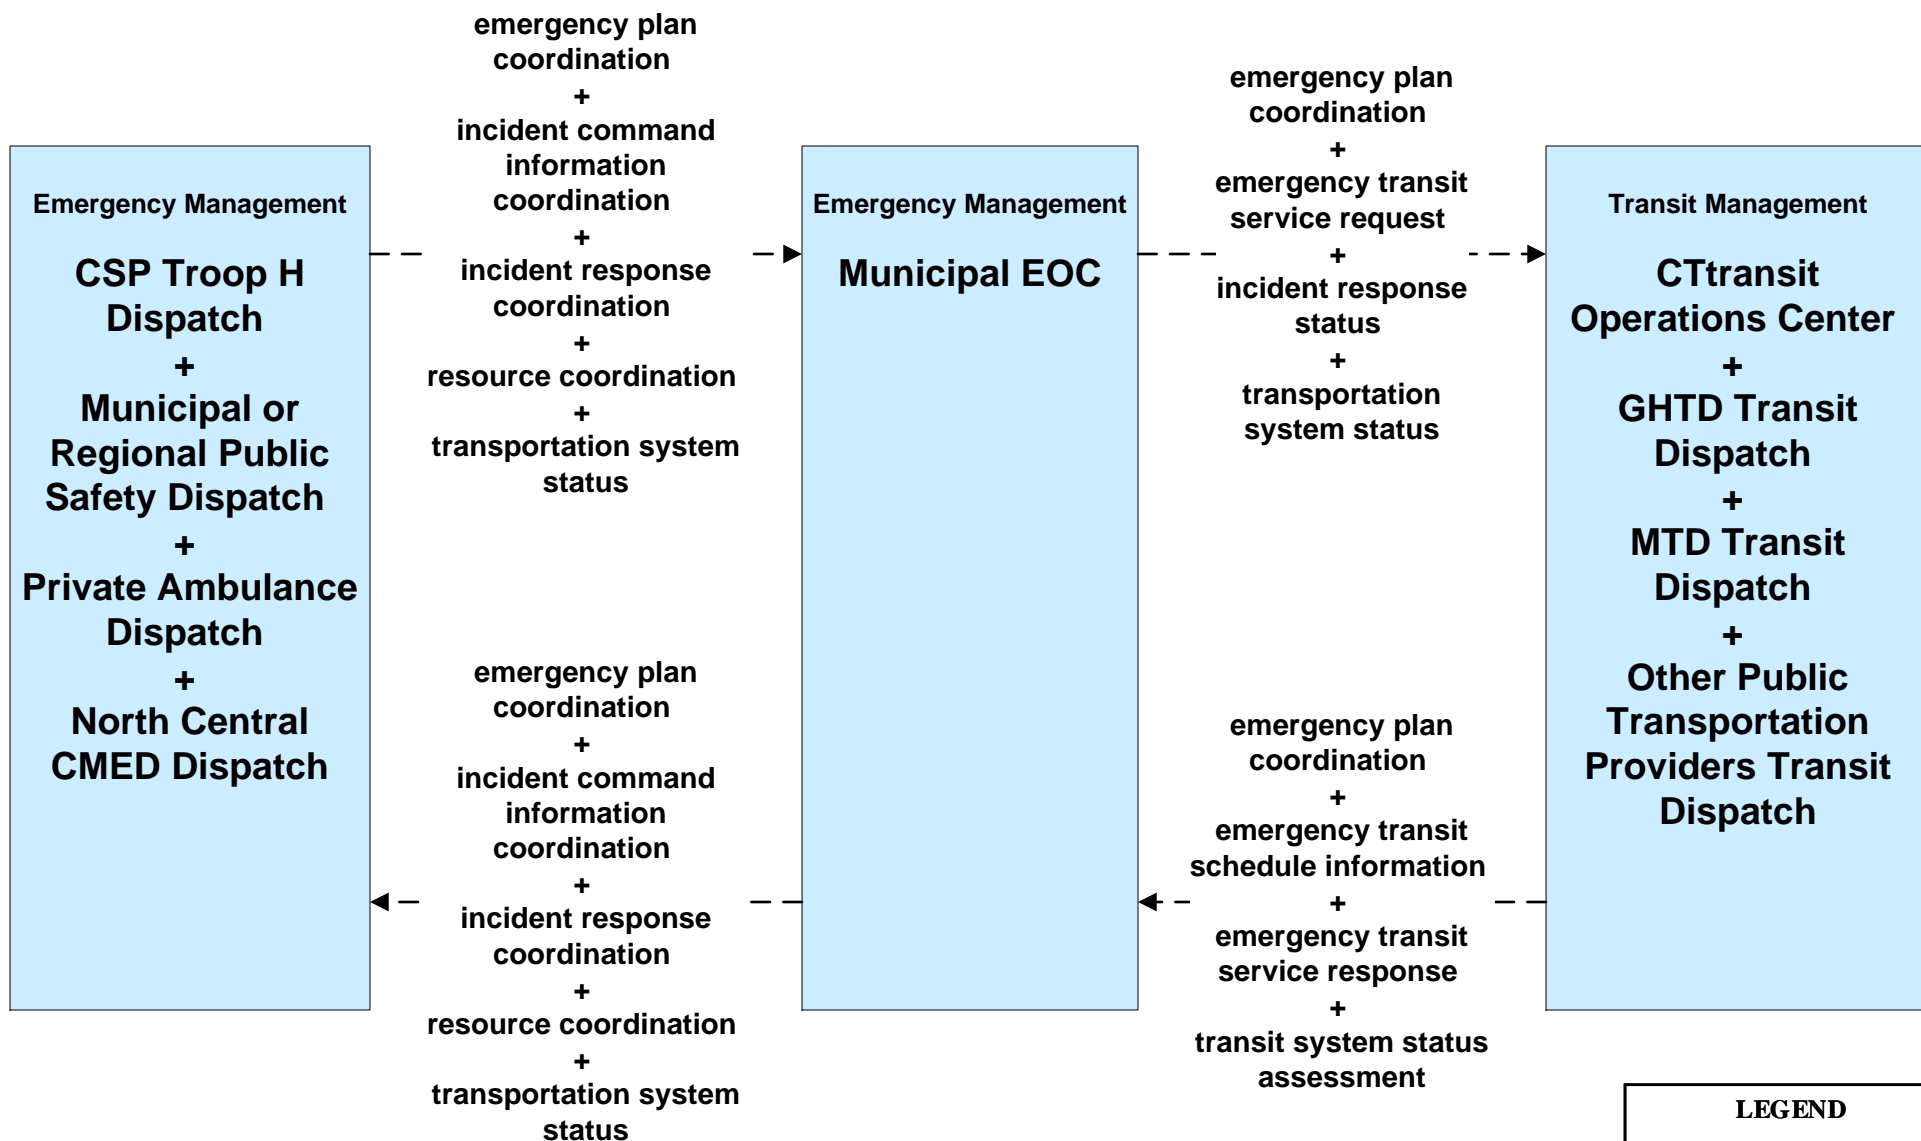 Emergency Management
CSP Troop H
Dispatch
+
Municipal or
Regional Public
Safety Dispatch
+
Private Ambulance
Dispatch
+
North Central
CMED Dispatch
emergency plan
coordination
+
incident command
information
coordination
+
incident response
coordination
+
resource coordination
+
transportation system
status
emergency plan
coordination
+
incident command
information
coordination
+
incident response
coordination
+
resource coordination
+
transportation system
status
Emergency Management
Municipal EOC
emergency plan
coordination
+
emergency transit
service request
+
incident response
status
+
transportation
system status
emergency plan
coordination
+
emergency transit
schedule information
+
emergency transit
service response
+
transit system status
assessment
Transit Management
CTtransit
Operations Center
+
GHTD Transit
Dispatch
+
MTD Transit
Dispatch
+
Other Public
Transportation
Providers Transit
Dispatch
LEGEND